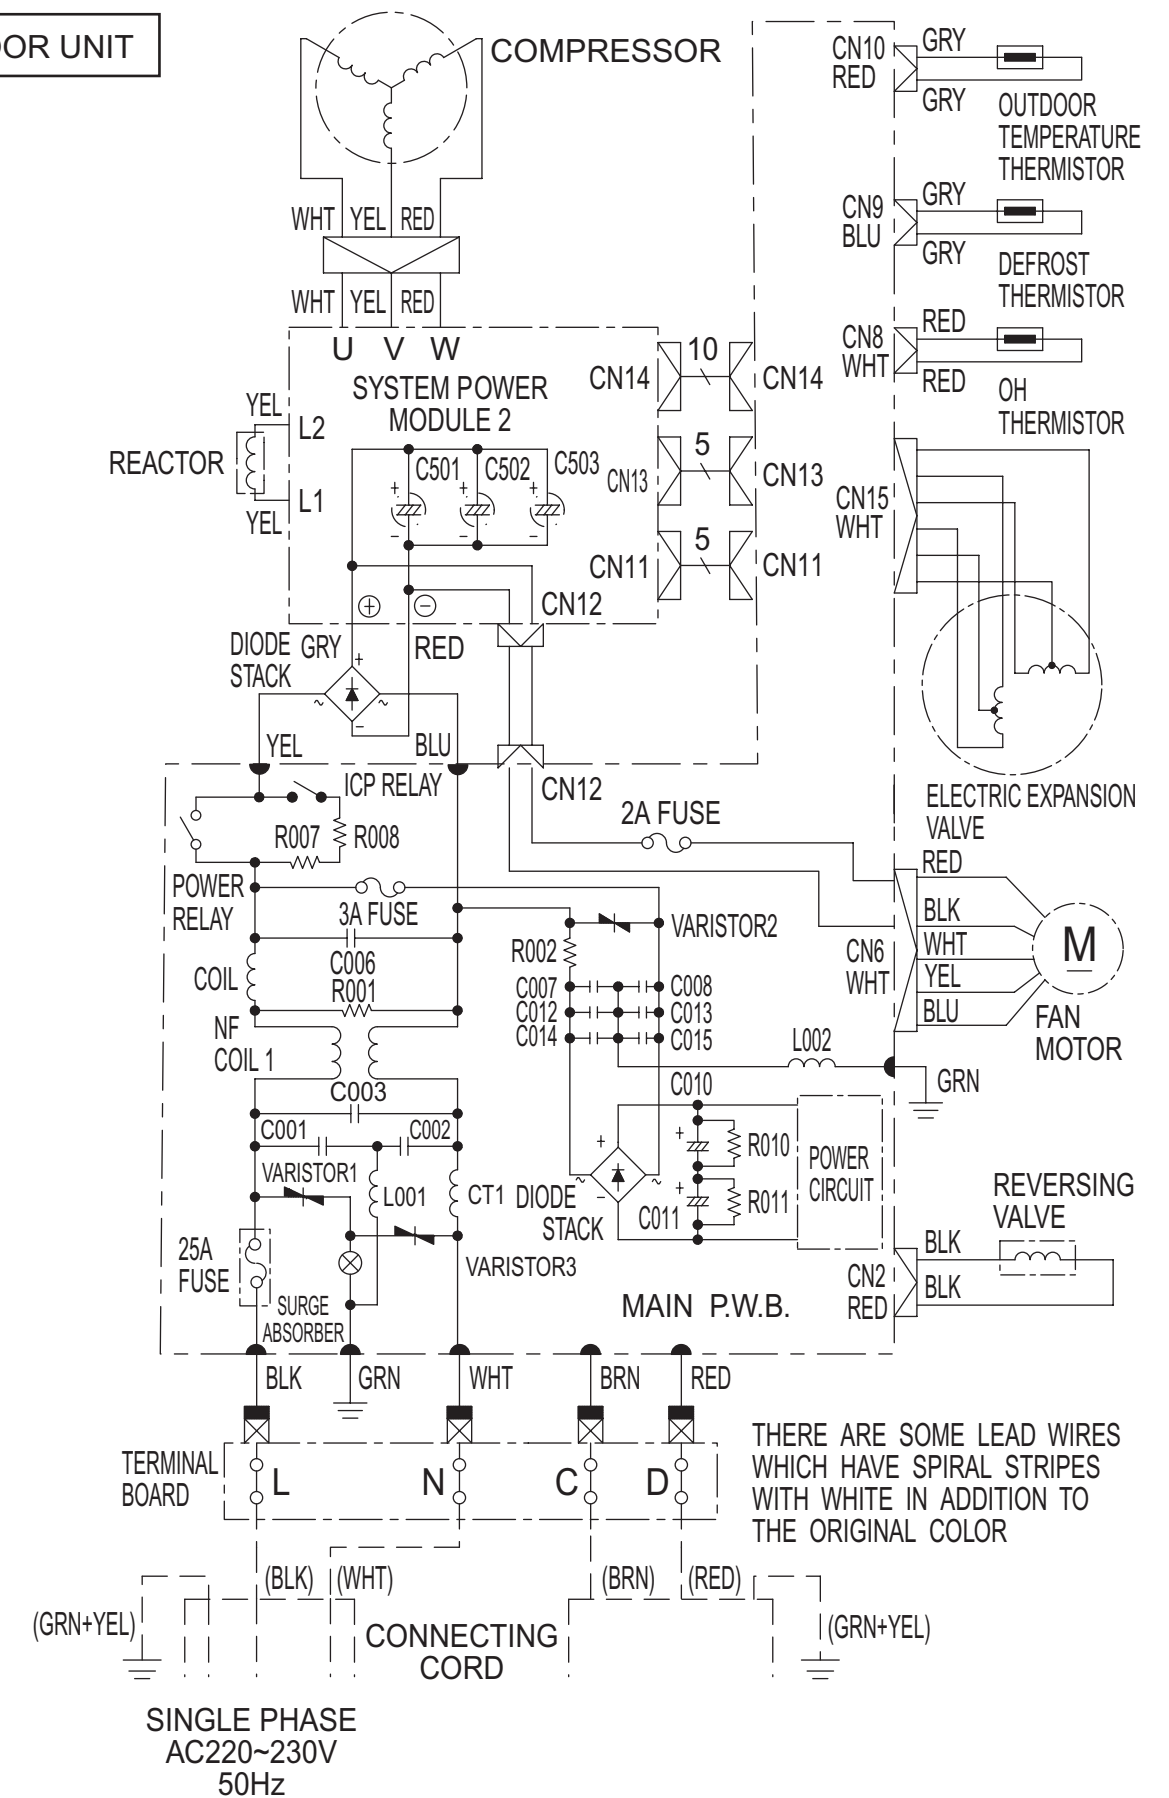 OOR UNIT
COMPRESSOR
WHT YEL RED
WHT YEL RED
U V W
SYSTEM POWER
MODULE 2
CN14 10 CN14
CN13 5 CN13
CN11 5 CN11
YEL
L2
REACTOR
L1
YEL
C501 C502 C503
+ + +
- - -
+ -
CN12
DIODE
STACK
GRY
RED
+
~ ~
-
YEL
BLU
ICP RELAY
CN12
R007 R008
POWER
RELAY
3A FUSE
2A FUSE
C006
COIL
R001
NF
COIL 1
C003
C001 C002
VARISTOR1
L001
CT1
25A
FUSE
SURGE
ABSORBER
VARISTOR3
VARISTOR2
R002
C007 C008
C012 C013
C014 C015
L002
C010
+
R010
+
R011
C011
POWER
CIRCUIT
+
~ ~
-
DIODE
STACK
MAIN P.W.B.
CN10
RED
GRY
GRY
OUTDOOR
TEMPERATURE
THERMISTOR
CN9
BLU
GRY
GRY
DEFROST
THERMISTOR
CN8
WHT
RED
RED
OH
THERMISTOR
CN15
WHT
ELECTRIC EXPANSION
VALVE
CN6
WHT
RED
BLK
WHT
YEL
BLU
M
FAN
MOTOR
GRN
REVERSING
VALVE
CN2
RED
BLK
BLK
BLK GRN WHT BRN RED
TERMINAL
BOARD
L N C D
THERE ARE SOME LEAD WIRES
WHICH HAVE SPIRAL STRIPES
WITH WHITE IN ADDITION TO
THE ORIGINAL COLOR
(BLK) (WHT) (BRN) (RED)
(GRN+YEL) (GRN+YEL)
CONNECTING
CORD
SINGLE PHASE
AC220~230V
50Hz